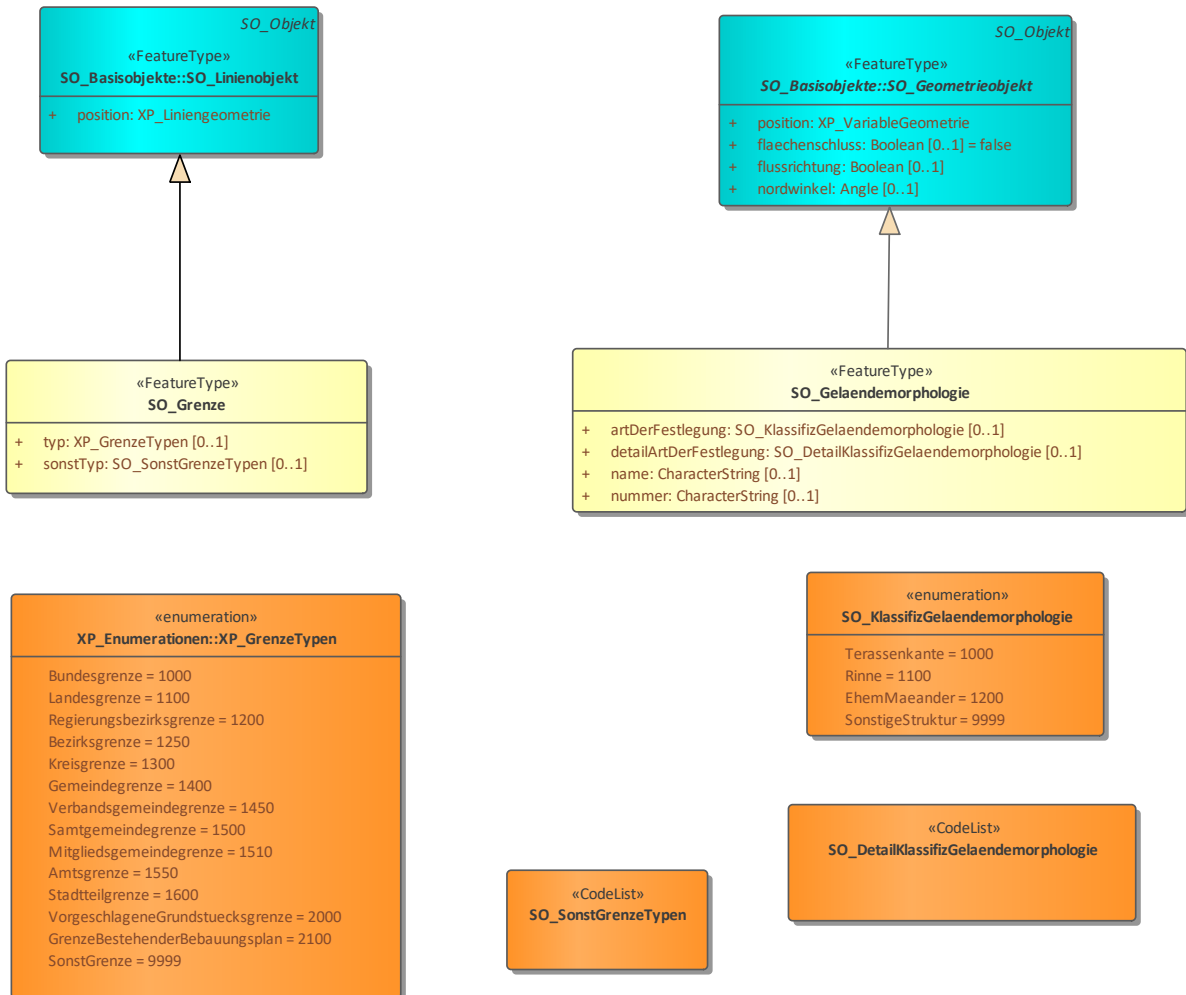 SO_Objekt
«FeatureType»
SO_Basisobjekte::SO_Linienobjekt
+ position: XP_Liniengeometrie
SO_Objekt
«FeatureType»
SO_Basisobjekte::SO_Geometrieobjekt
+ position: XP_VariableGeometrie
+ flaechenschluss: Boolean [0..1] = false
+ flussrichtung: Boolean [0..1]
+ nordwinkel: Angle [0..1]
«FeatureType»
SO_Grenze
+ typ: XP_GrenzeTypen [0..1]
+ sonstTyp: SO_SonstGrenzeTypen [0..1]
«FeatureType»
SO_Gelaendemorphologie
+ artDerFestlegung: SO_KlassifizGelaendemorphologie [0..1]
+ detailArtDerFestlegung: SO_DetailKlassifizGelaendemorphologie [0..1]
+ name: CharacterString [0..1]
+ nummer: CharacterString [0..1]
«enumeration»
XP_Enumerationen::XP_GrenzeTypen
Bundesgrenze = 1000
Landesgrenze = 1100
Regierungsbezirksgrenze = 1200
Bezirksgrenze = 1250
Kreisgrenze = 1300
Gemeindegrenze = 1400
Verbandsgemeindegrenze = 1450
Samtgemeindegrenze = 1500
Mitgliedsgemeindegrenze = 1510
Amtsgrenze = 1550
Stadtteilgrenze = 1600
VorgeschlageneGrundstuecksgrenze = 2000
GrenzeBestehenderBebauungsplan = 2100
SonstGrenze = 9999
«enumeration»
SO_KlassifizGelaendemorphologie
Terassenkante = 1000
Rinne = 1100
EhemMaeander = 1200
SonstigeStruktur = 9999
«CodeList»
SO_DetailKlassifizGelaendemorphologie
«CodeList»
SO_SonstGrenzeTypen